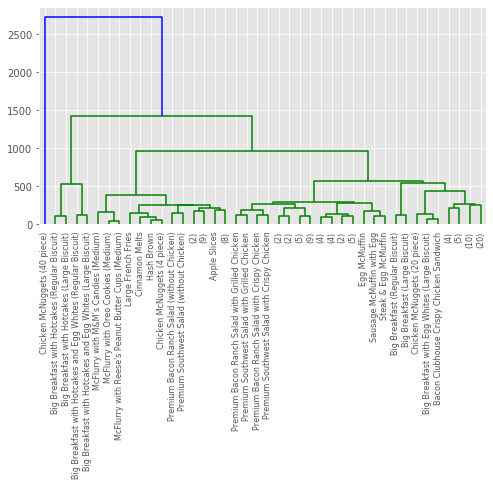 2500
2000
1500
1000
500
0
Chicken McNuggets (40 piece)
Big Breakfast with Hotcakes (Regular Biscuit)
Big Breakfast with Hotcakes (Large Biscuit)
Big Breakfast with Hotcakes and Egg Whites (Regular Biscuit)
Big Breakfast with Hotcakes and Egg Whites (Large Biscuit)
McFlurry with M&M's Candies (Medium)
McFlurry with Oreo Cookies (Medium)
McFlurry with Reese's Peanut Butter Cups (Medium)
Large French Fries
Cinnamon Melts
Hash Brown
Chicken McNuggets (4 piece)
Premium Bacon Ranch Salad (without Chicken)
Premium Southwest Salad (without Chicken)
(2)
(9)
Apple Slices
(8)
Premium Bacon Ranch Salad with Grilled Chicken
Premium Southwest Salad with Grilled Chicken
Premium Bacon Ranch Salad with Crispy Chicken
Premium Southwest Salad with Crispy Chicken
(2)
(2)
(5)
(9)
(4)
(4)
(2)
(5)
Egg McMuffin
Sausage McMuffin with Egg
Steak & Egg McMuffin
Big Breakfast (Regular Biscuit)
Big Breakfast (Large Biscuit)
Chicken McNuggets (20 piece)
Big Breakfast with Egg Whites (Large Biscuit)
Bacon Clubhouse Crispy Chicken Sandwich
(4)
(5)
(10)
(20)